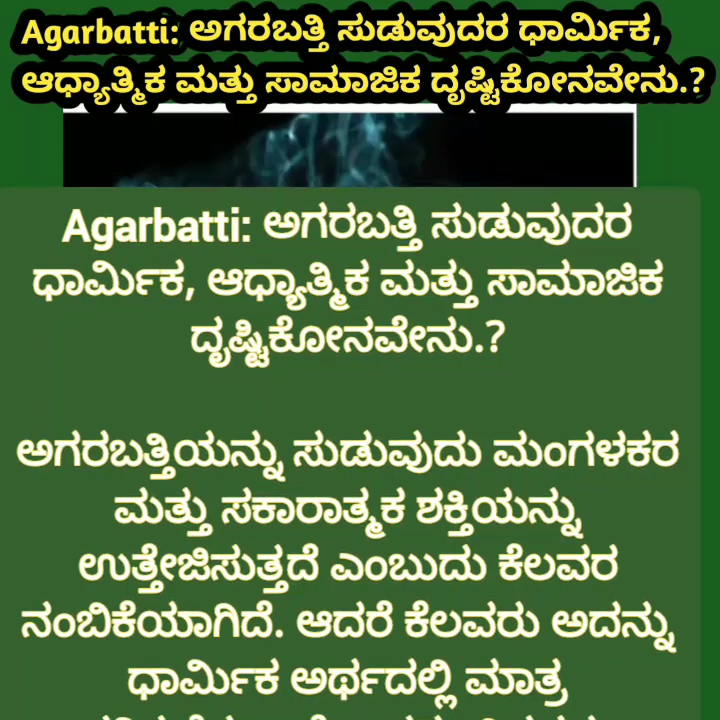 Agarbatti: ಅಗರಬತ್ತಿ ಸುಡುವುದರ ಧಾರ್ಮಿಕ,
ಆಧ್ಯಾತ್ಮಿಕ ಮತ್ತು ಸಾಮಾಜಿಕ ದೃಷ್ಟಿಕೋನವೇನು.?
Agarbatti: ಅಗರಬತ್ತಿ ಸುಡುವುದರ
ಧಾರ್ಮಿಕ, ಆಧ್ಯಾತ್ಮಿಕ ಮತ್ತು ಸಾಮಾಜಿಕ
ದೃಷ್ಟಿಕೋನವೇನು.?
ಅಗರಬತ್ತಿಯನ್ನು ಸುಡುವುದು ಮಂಗಳಕರ
ಮತ್ತು ಸಕಾರಾತ್ಮಕ ಶಕ್ತಿಯನ್ನು
ಉತ್ತೇಜಿಸುತ್ತದೆ ಎಂಬುದು ಕೆಲವರ
ನಂಬಿಕೆಯಾಗಿದೆ. ಆದರೆ ಕೆಲವರು ಅದನ್ನು
ಧಾರ್ಮಿಕ ಅರ್ಥದಲ್ಲಿ ಮಾತ್ರ